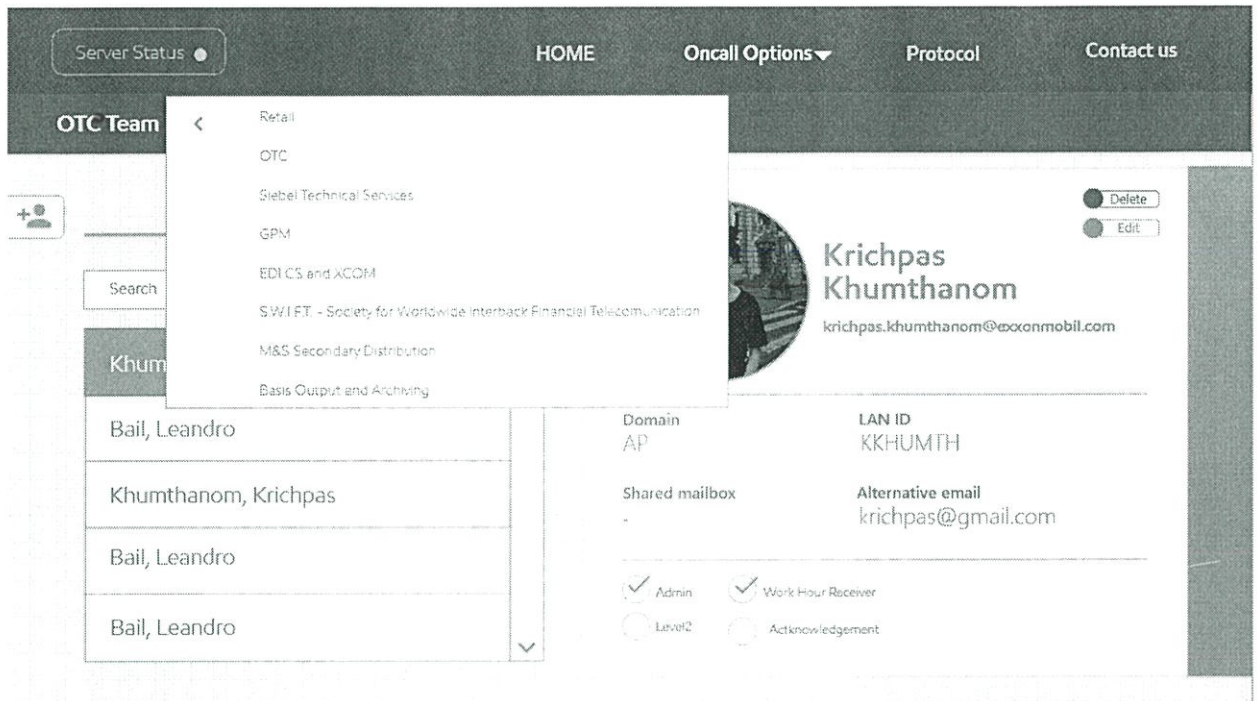 Server Status
HOME
Oncall Options
Protocol
Contact us
OTC Team
Retail
OTC
Siebel Technical Services
GPM
EDI CS and XCOM
S.W.I.F.T. - Society for Worldwide Interback Financial Telecomunication
M&S Secondary Distribution
Basis Output and Archiving
Search
Khum
Bail, Leandro
Khumthanom, Krichpas
Bail, Leandro
Bail, Leandro
Delete
Edit
Krichpas
Khumthanom
krichpas.khumthanom@exxonmobil.com
Domain
AP
LAN ID
KKHUMTH
Shared mailbox
-
Alternative email
krichpas@gmail.com
Admin
Work Hour Receiver
Level2
Actknowledgement